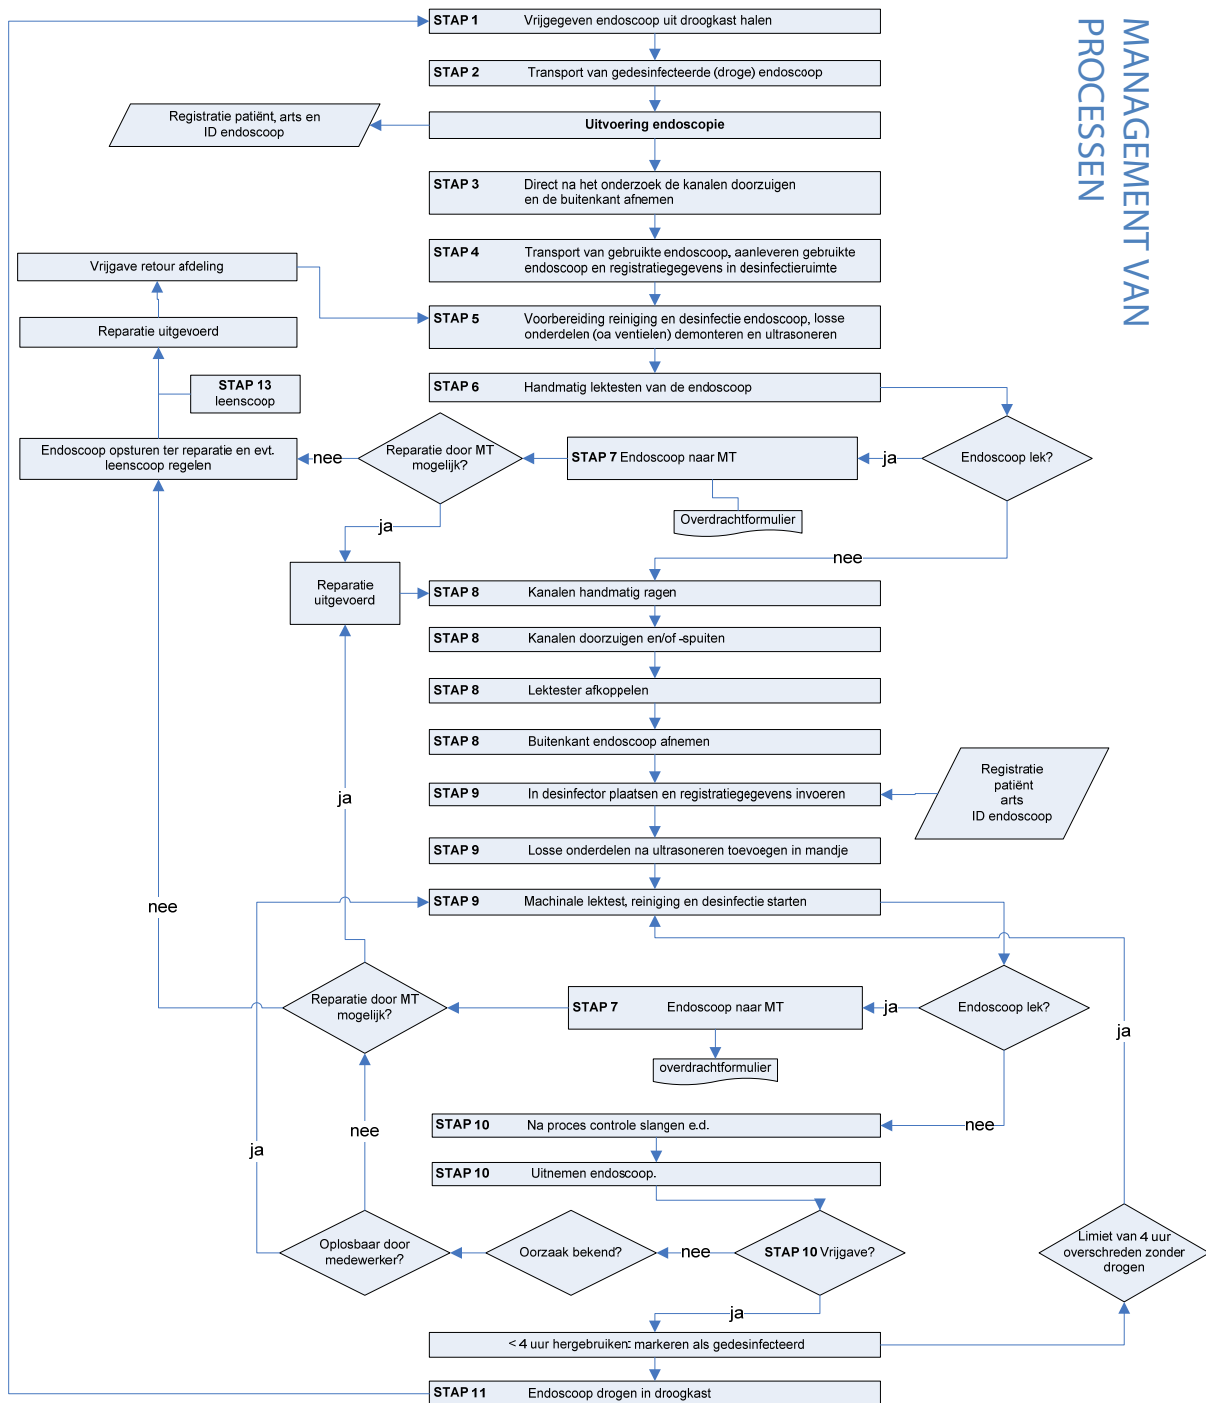 MANAGEMENT VAN
PROCESSEN
STAP 1 Vrijgegeven endoscoop uit droogkast halen
STAP 2 Transport van gedesinfecteerde (droge) endoscoop
Registratie patiënt, arts en
ID endoscoop
Uitvoering endoscopie
STAP 3 Direct na het onderzoek de kanalen doorzuigen
en de buitenkant afnemen
STAP 4 Transport van gebruikte endoscoop, aanleveren gebruikte
endoscoop en registratiegegevens in desinfectieruimte
Vrijgave retour afdeling
STAP 5 Voorbereiding reiniging en desinfectie endoscoop, losse
onderdelen (oa ventielen) demonteren en ultrasoneren
Reparatie uitgevoerd
STAP 6 Handmatig lektesten van de endoscoop
STAP 13
leenscoop
Endoscoop opsturen ter reparatie en evt.
leenscoop regelen
nee
Reparatie door MT
mogelijk?
STAP 7 Endoscoop naar MT
ja
Endoscoop lek?
Overdrachtformulier
ja
nee
Reparatie
uitgevoerd
STAP 8 Kanalen handmatig ragen
STAP 8 Kanalen doorzuigen en/of -spuiten
STAP 8 Lektester afkoppelen
STAP 8 Buitenkant endoscoop afnemen
Registratie
patiënt
arts
ID endoscoop
STAP 9 In desinfector plaatsen en registratiegegevens invoeren
ja
STAP 9 Losse onderdelen na ultrasoneren toevoegen in mandje
STAP 9 Machinale lektest, reiniging en desinfectie starten
nee
Reparatie door MT
mogelijk?
STAP 7 Endoscoop naar MT
ja
Endoscoop lek?
ja
overdrachtformulier
STAP 10 Na proces controle slangen e.d.
nee
nee
ja
STAP 10 Uitnemen endoscoop.
Oplosbaar door
medewerker?
Oorzaak bekend?
nee
STAP 10 Vrijgave?
Limiet van 4 uur
overschreden zonder
drogen
ja
< 4 uur hergebruiken: markeren als gedesinfecteerd
STAP 11 Endoscoop drogen in droogkast